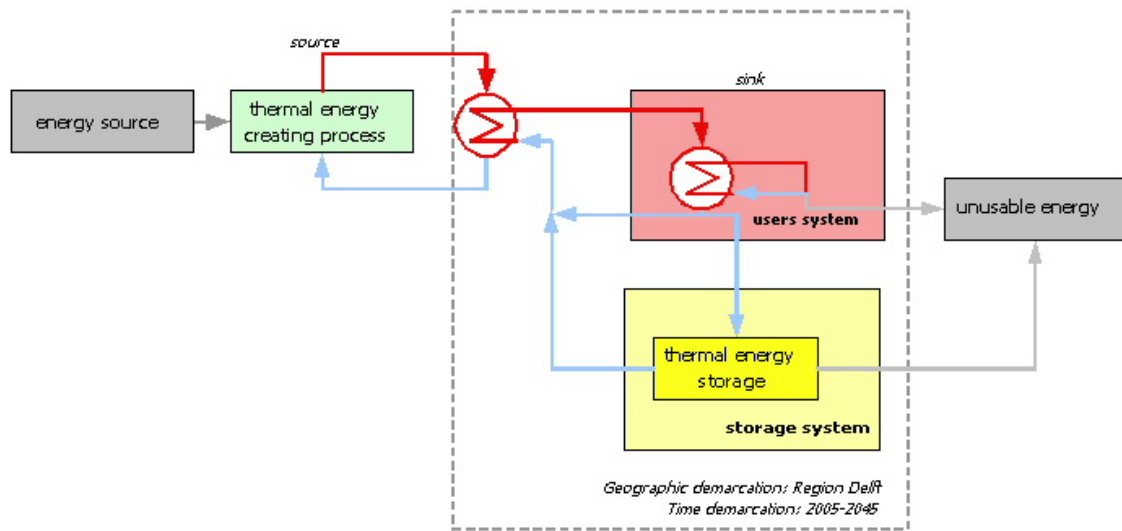 source
sink
energy source
thermal energy
creating process
users system
unusable energy
thermal energy
storage
storage system
Geographic demarcation: Region Delft
Time demarcation: 2005-2045